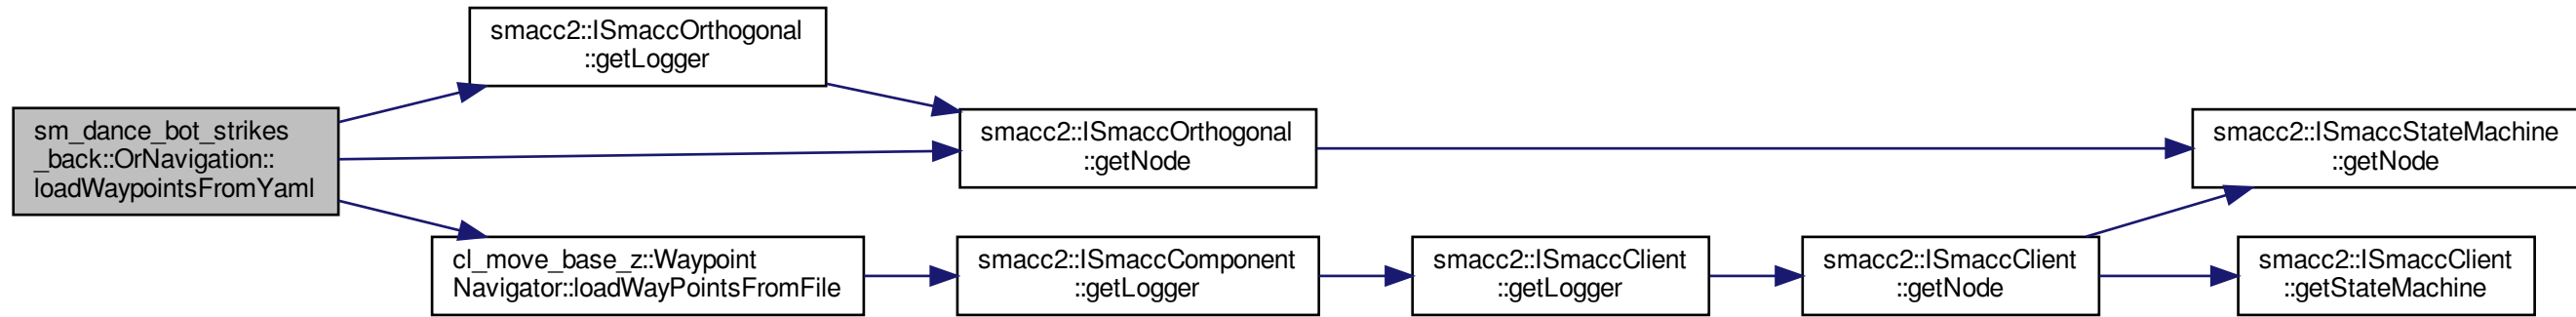 smacc2::ISmaccOrthogonal
::getLogger
sm_dance_bot_strikes
_back::OrNavigation::
loadWaypointsFromYaml
smacc2::ISmaccOrthogonal
::getNode
smacc2::ISmaccStateMachine
::getNode
cl_move_base_z::Waypoint
Navigator::loadWayPointsFromFile
smacc2::ISmaccComponent
::getLogger
smacc2::ISmaccClient
::getLogger
smacc2::ISmaccClient
::getNode
smacc2::ISmaccClient
::getStateMachine